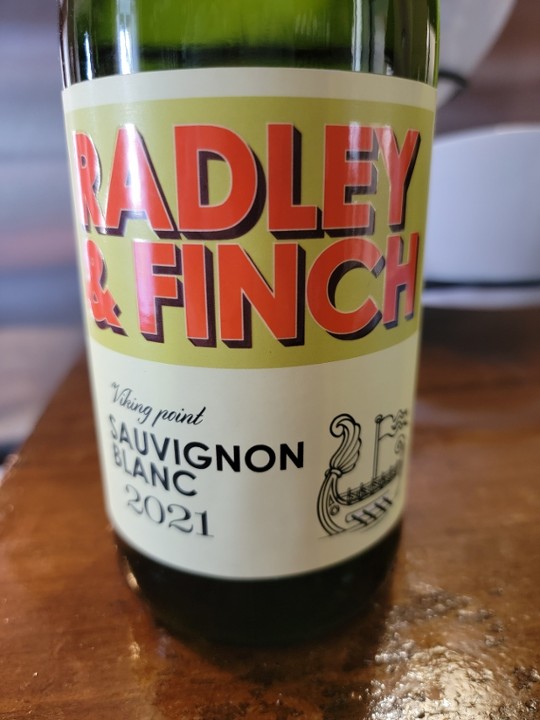 RADLEY
& FINCH
Viking point
SAUVIGNON
BLANC
2021